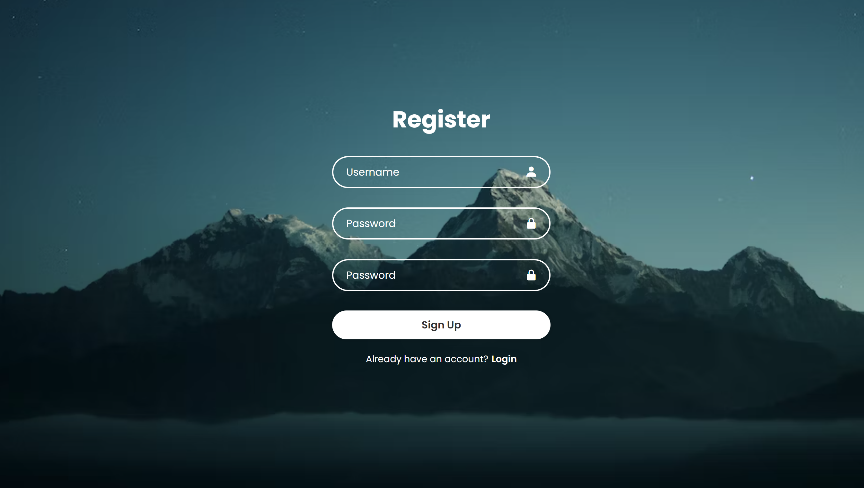 Register
Username
Password
Password
Sign Up
Already have an account? Login